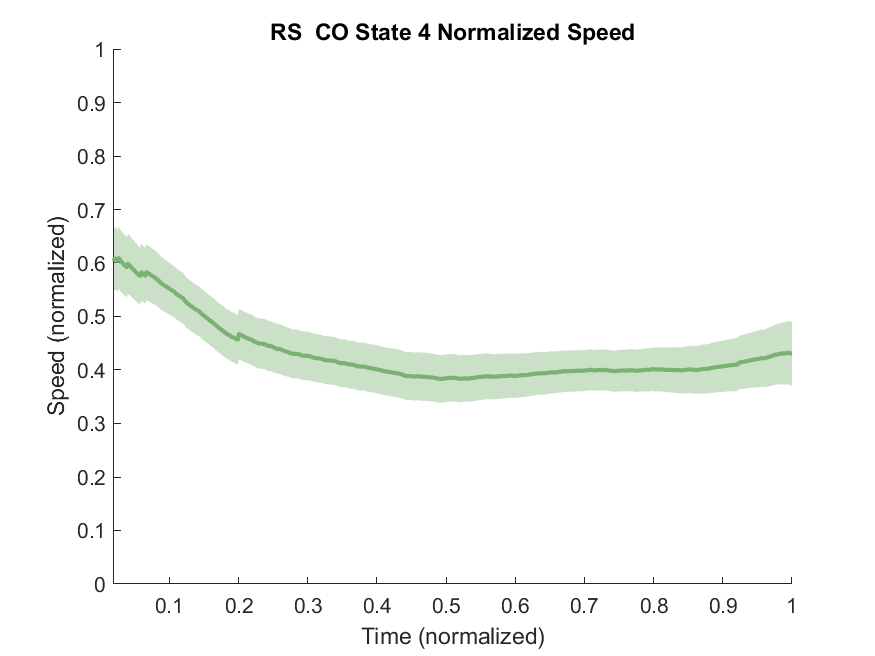 RS  CO State 4 Normalized Speed
1
0.9
0.8
0.7
0.6
0.5
0.4
0.3
0.2
0.1
0
Speed (normalized)
0.1 0.2 0.3 0.4 0.5 0.6 0.7 0.8 0.9 1
Time (normalized)